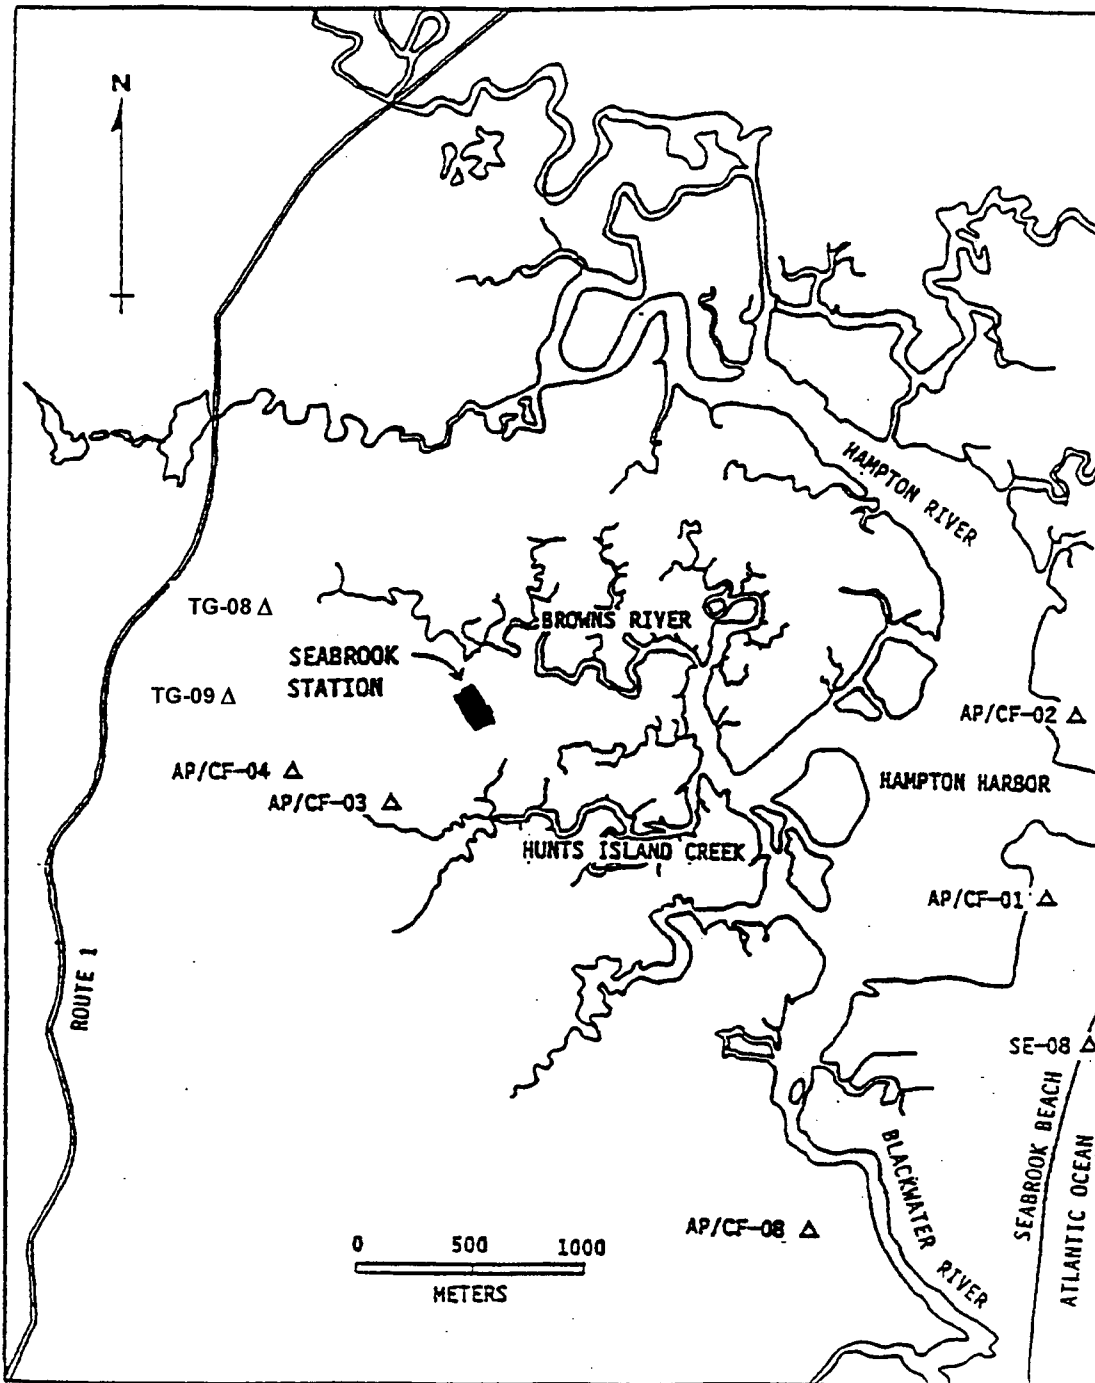 N
HAMPTON RIVER
TG-08 Δ
BROWNS RIVER
SEABROOK
STATION
TG-09 Δ
AP/CF-02 Δ
AP/CF-04 Δ
HAMPTON HARBOR
AP/CF-03 Δ
HUNTS ISLAND CREEK
AP/CF-01 Δ
ROUTE 1
SE-08 Δ
SEABROOK BEACH
ATLANTIC OCEAN
BLACKWATER RIVER
AP/CF-08 Δ
0 500 1000
METERS